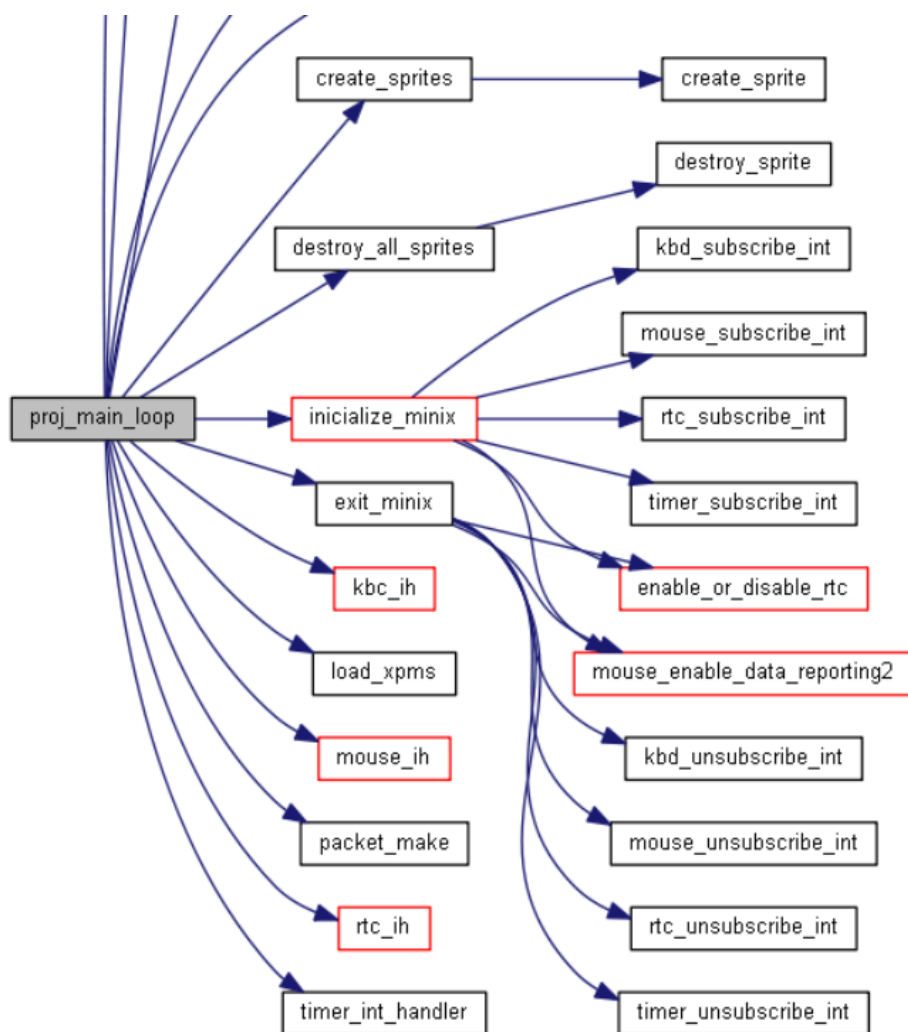 create_sprites
create_sprite
destroy_sprite
destroy_all_sprites
kbd_subscribe_int
mouse_subscribe_int
proj_main_loop
inicialize_minix
rtc_subscribe_int
exit_minix
timer_subscribe_int
kbc_ih
enable_or_disable_rtc
load_xpms
mouse_enable_data_reporting2
mouse_ih
kbd_unsubscribe_int
packet_make
mouse_unsubscribe_int
rtc_ih
rtc_unsubscribe_int
timer_int_handler
timer_unsubscribe_int